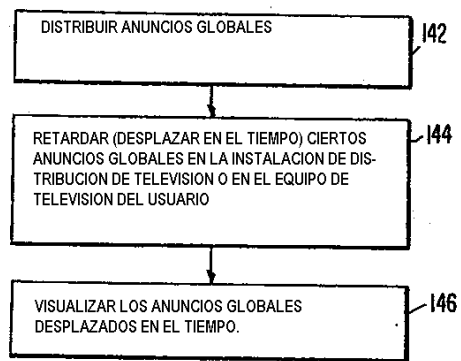 DISTRIBUIR ANUNCIOS GLOBALES
142
RETARDAR (DESPLAZAR EN EL TIEMPO) CIERTOS
ANUNCIOS GLOBALES EN LA INSTALACION DE DIS-
TRIBUCION DE TELEVISION O EN EL EQUIPO DE
TELEVISION DEL USUARIO
144
VISUALIZAR LOS ANUNCIOS GLOBALES
DESPLAZADOS EN EL TIEMPO.
146